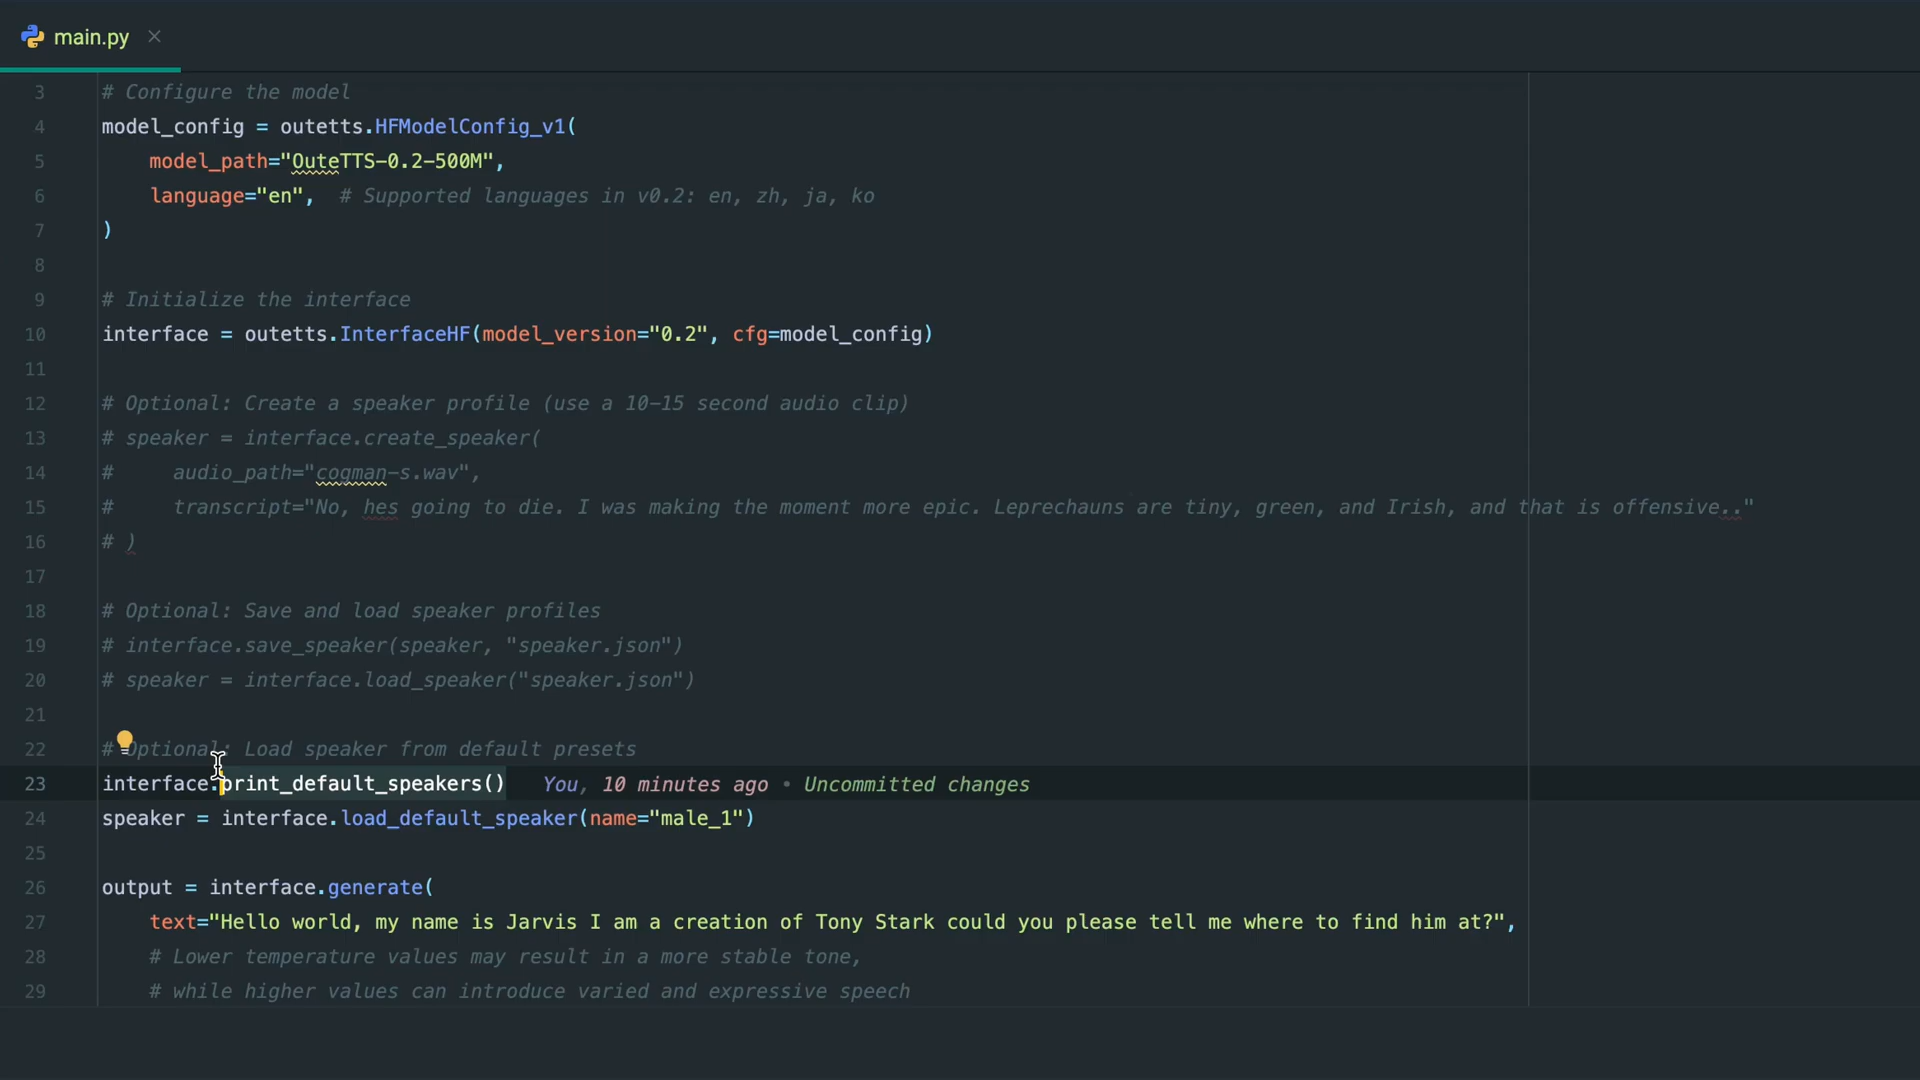 main.py
3 # Configure the model
4 model_config = outetts.HFModelConfig_v1(
5 model_path="OuteTTS-0.2-500M",
6 language="en", # Supported languages in v0.2: en, zh, ja, ko
7 )
8
9 # Initialize the interface
10 interface = outetts.InterfaceHF(model_version="0.2", cfg=model_config)
11
12 # Optional: Create a speaker profile (use a 10-15 second audio clip)
13 # speaker = interface.create_speaker(
14 # audio_path="cogman-s.wav",
15 # transcript="No, hes going to die. I was making the moment more epic. Leprechauns are tiny, green, and Irish, and that is offensive.."
16 # )
17
18 # Optional: Save and load speaker profiles
19 # interface.save_speaker(speaker, "speaker.json")
20 # speaker = interface.load_speaker("speaker.json")
21
22 # Optional: Load speaker from default presets
23 interface.print_default_speakers() You, 10 minutes ago • Uncommitted changes
24 speaker = interface.load_default_speaker(name="male_1")
25
26 output = interface.generate(
27 text="Hello world, my name is Jarvis I am a creation of Tony Stark could you please tell me where to find him at?",
28 # Lower temperature values may result in a more stable tone,
29 # while higher values can introduce varied and expressive speech